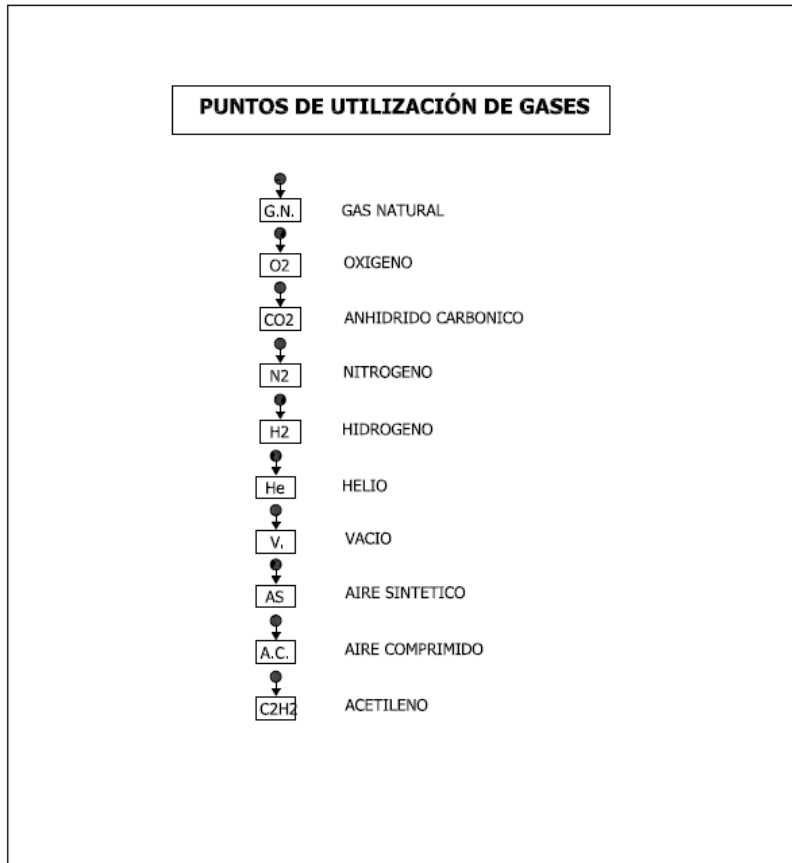 PUNTOS DE UTILIZACIÓN DE GASES
G.N. GAS NATURAL
O2 OXIGENO
CO2 ANHIDRIDO CARBONICO
N2 NITROGENO
H2 HIDROGENO
He HELIO
V. VACIO
AS AIRE SINTETICO
A.C. AIRE COMPRIMIDO
C2H2 ACETILENO